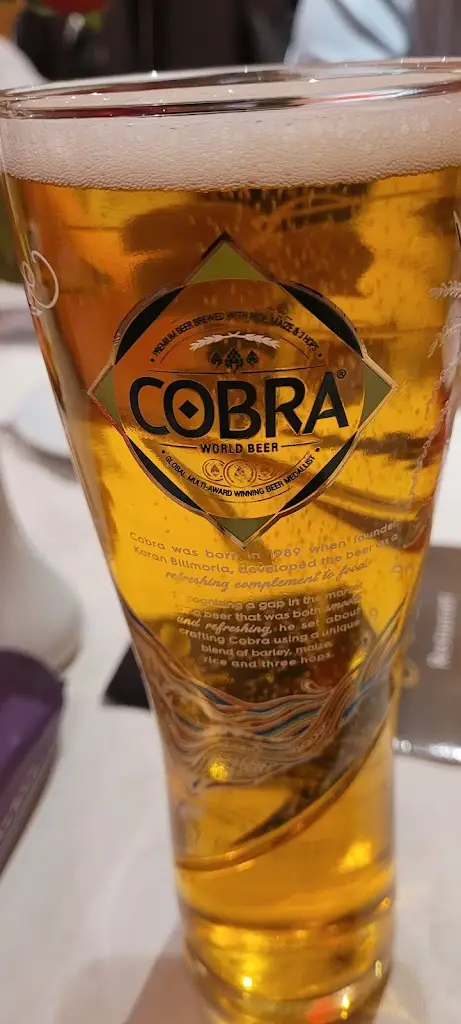 PREMIUM BEER BREWED WITH RICE, MAIZE & 3 HOPS
COBRA®
WORLD BEER
GLOBAL MULTI-AWARD WINNING BEER MEDALLIST
Cobra was born in 1989 when founder,
Karan Bilimoria, developed the beer as a
refreshing complement to food.
Recognising a gap in the market
a beer that was both smooth
and refreshing, he set about
crafting Cobra using a unique
blend of barley, maize,
rice and three hops.